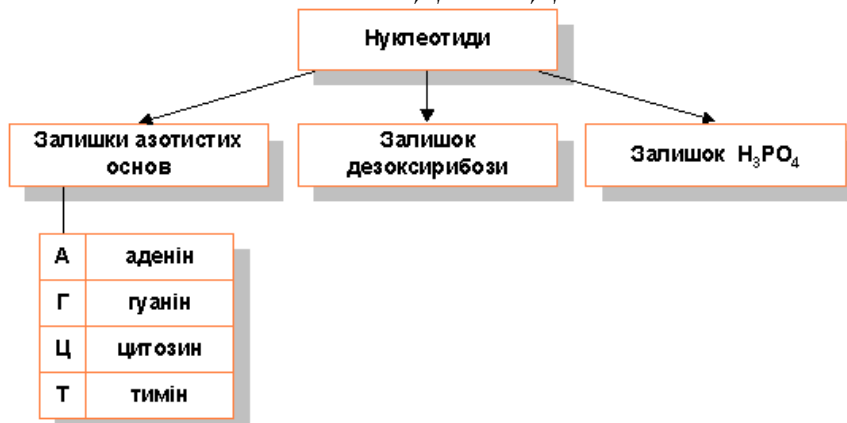 Нуклеотиди
Залишки азотистих
основ
Залишок
дезоксирибози
Залишок H₃PO₄
А аденін
Г гуанін
Ц цитозин
Т тимін